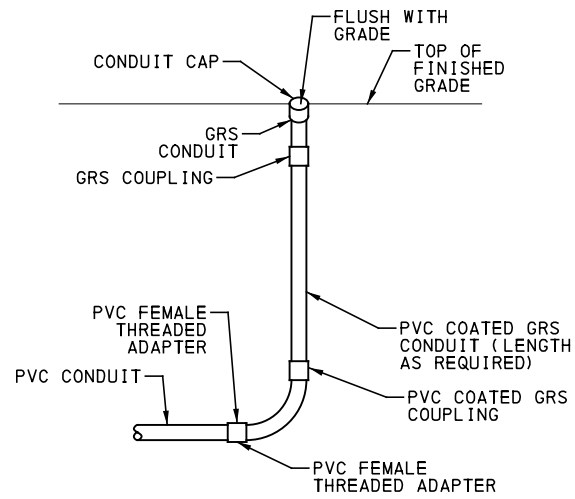 FLUSH WITH
GRADE
CONDUIT CAP
TOP OF
FINISHED
GRADE
GRS
CONDUIT
GRS COUPLING
PVC FEMALE
THREADED
ADAPTER
PVC COATED GRS
CONDUIT (LENGTH
AS REQUIRED)
PVC CONDUIT
PVC COATED GRS
COUPLING
PVC FEMALE
THREADED ADAPTER